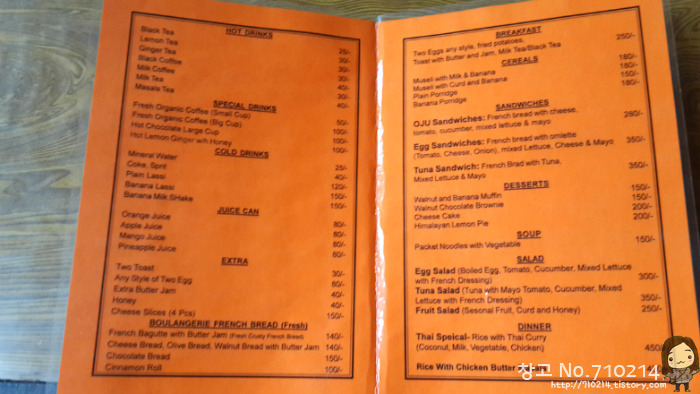 HOT DRINKS
Black Tea 25/-
Lemon Tea 30/-
Ginger Tea 30/-
Black Coffee 30/-
Milk Coffee 40/-
Milk Tea 30/-
Masala Tea 40/-
SPECIAL DRINKS
Fresh Organic Coffee (Small Cup) 50/-
Fresh Organic Coffee (Big Cup) 100/-
Hot Chocolate Large Cup 100/-
Hot Lemon Ginger w/h Honey 100/-
COLD DRINKS
Mineral Water 25/-
Coke, Sprit 40/-
Plain Lassi 120/-
Banana Lassi 150/-
Banana Milk SHake 150/-
JUICE CAN
Orange Juice 80/-
Apple Juice 80/-
Mango Juice 80/-
Pineapple Juice 80/-
EXTRA
Two Toast 30/-
Any Style of Two Egg 80/-
Extra Butter Jam 40/-
Honey 40/-
Cheese Slices (4 Pcs) 150/-
BOULANGERIE FRENCH BREAD (Fresh)
French Bagutte with Butter Jam (Fresh Crusty French Bread) 140/-
Cheese Bread, Olive Bread, Walnut Bread with Butter Jam 140/-
Chocolate Bread 150/-
Cinnamon Roll 100/-
BREAKFAST
Two Eggs any style, fried potatoes, 250/-
Toast with Butter and Jam, Milk Tea/Black Tea
CEREALS
Museli with Milk & Banana 180/-
Museli with Curd and Banana 180/-
Plain Porridge 150/-
Banana Porridge 180/-
SANDWICHES
OJU Sandwiches: French bread with cheese, 280/-
tomato, cucumber, mixed lettuce & mayo
Egg Sandwiches: French bread with omlette 350/-
(Tomato, Cheese, Onion), mixed Lettuce, Cheese & Mayo
Tuna Sandwich: French Brad with Tuna, 350/-
Mixed Lettuce & Mayo
DESSERTS
Walnut and Banana Muffin 150/-
Walnut Chocolate Brownie 150/-
Cheese Cake 200/-
Himalayan Lemon Pie 200/-
SOUP
Packet Noodles with Vegetable 150/-
SALAD
Egg Salad (Boiled Egg, Tomato, Cucumber, Mixed Lettuce
with French Dressing) 300/-
Tuna Salad (Tuna with Mayo Tomato, Cucumber, Mixed
Lettuce with French Dressing) 350/-
Fruit Salad (Sesonal Fruit, Curd and Honey) 250/-
DINNER
Thai Speical- Rice with Thai Curry
(Coconut, Milk, Vegetable, Chicken) 450/-
Rice With Chicken Butter
창고 No.710214
http://710214.tistory.com/